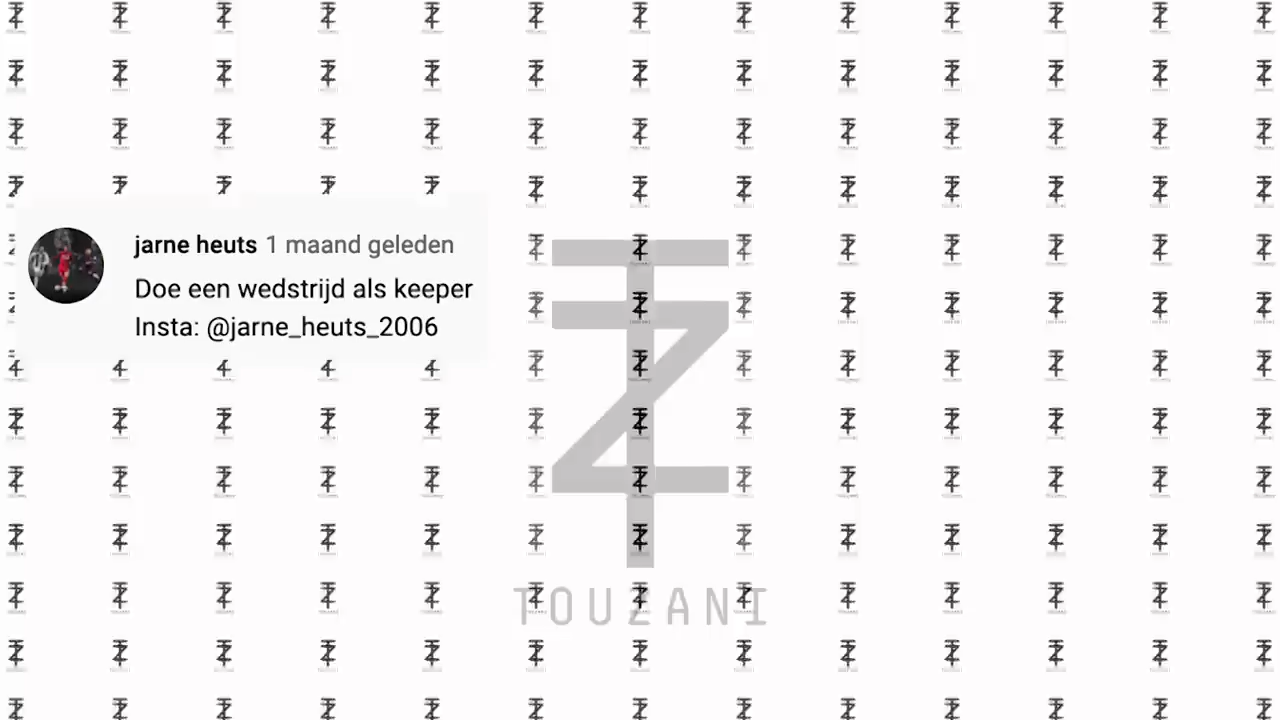 jarne heuts 1 maand geleden
Doe een wedstrijd als keeper
Insta: @jarne_heuts_2006
TOUZANI